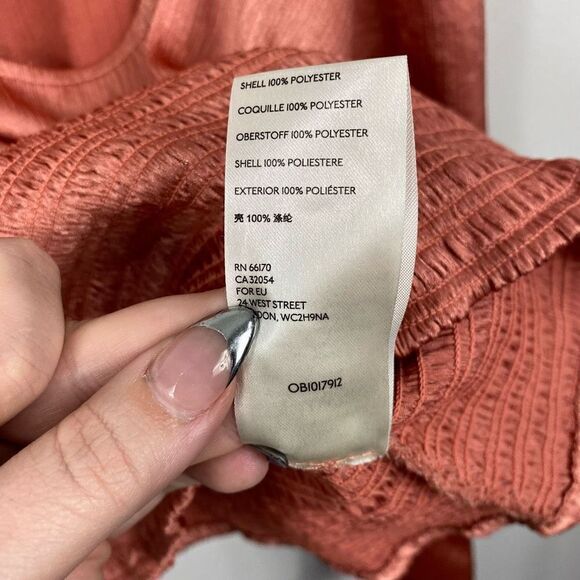 SHELL 100% POLYESTER
COQUILLE 100% POLYESTER
OBERSTOFF 100% POLYESTER
SHELL 100% POLIESTERE
EXTERIOR 100% POLIÉSTER
壳 100% 涤纶
RN 66170
CA 32054
FOR EU
24 WEST STREET
WC2H9NA
OB1017912